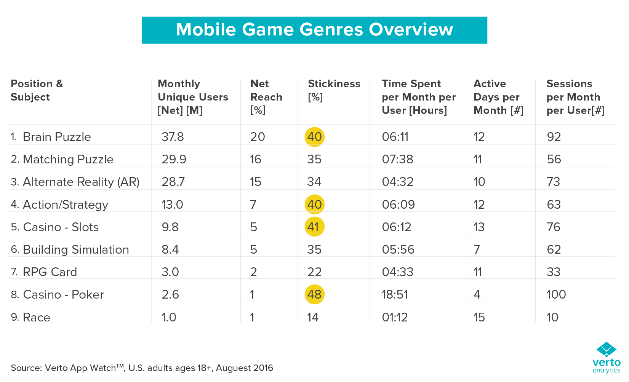 Mobile Game Genres Overview
Position & Subject | Monthly Unique Users [Net] [M] | Net Reach [%] | Stickiness [%] | Time Spent per Month per User [Hours] | Active Days per Month [#] | Sessions per Month per User[#]
1. Brain Puzzle 37.8 20 40 06:11 12 92
2. Matching Puzzle 29.9 16 35 07:38 11 56
3. Alternate Reality (AR) 28.7 15 34 04:32 10 73
4. Action/Strategy 13.0 7 40 06:09 12 63
5. Casino - Slots 9.8 5 41 06:12 13 76
6. Building Simulation 8.4 5 35 05:56 7 62
7. RPG Card 3.0 2 22 04:33 11 33
8. Casino - Poker 2.6 1 48 18:51 4 100
9. Race 1.0 1 14 01:12 15 10
Source: Verto App Watch™, U.S. adults ages 18+, Auguest 2016
verto
analytics